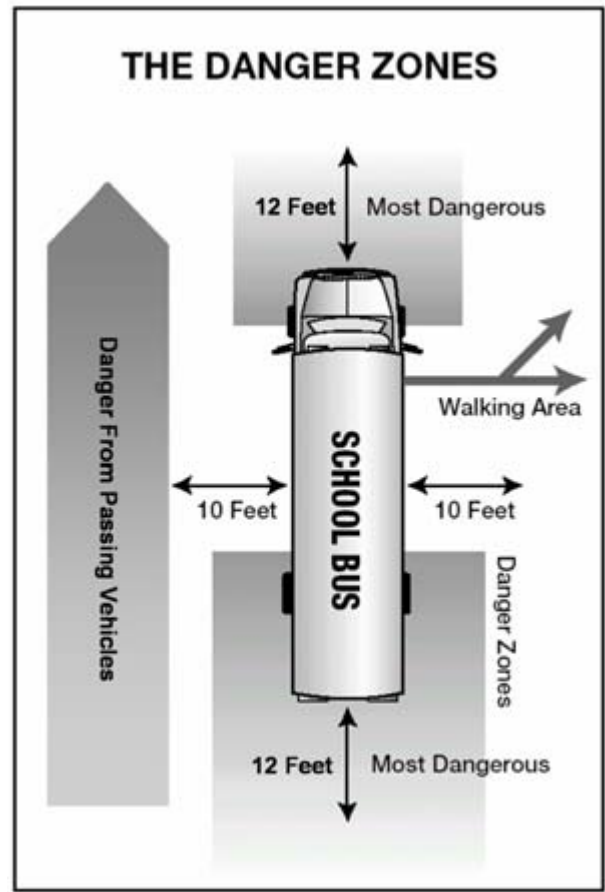 THE DANGER ZONES
12 Feet
Most Dangerous
Walking Area
Danger From Passing Vehicles
SCHOOL BUS
10 Feet
10 Feet
Danger Zones
12 Feet
Most Dangerous